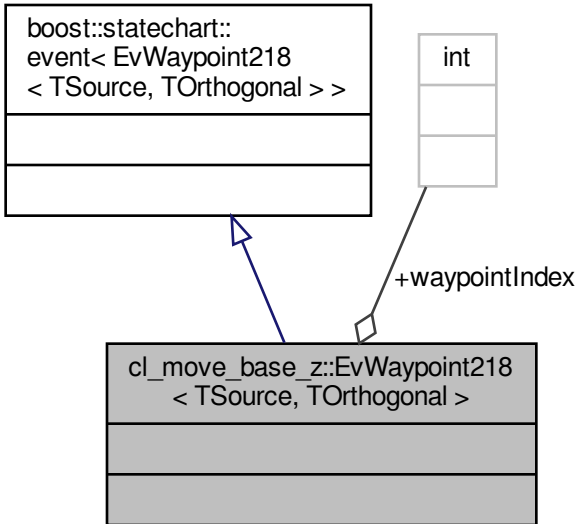 boost::statechart::
event< EvWaypoint218
< TSource, TOrthogonal > >
int
+waypointIndex
cl_move_base_z::EvWaypoint218
< TSource, TOrthogonal >